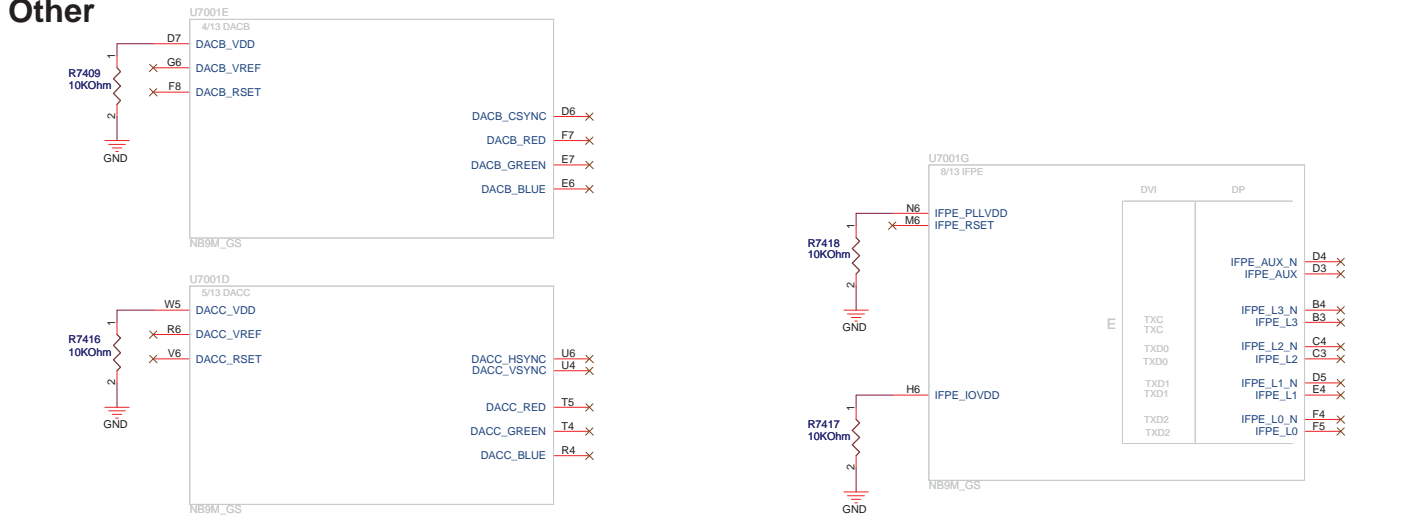 Other
U7001E
4/13 DACB
D7 DACB_VDD
G6 DACB_VREF
F8 DACB_RSET
R7409
10KOhm
1
2
GND
DACB_CSYNC D6
DACB_RED F7
DACB_GREEN E7
DACB_BLUE E6
NB9M_GS
U7001D
5/13 DACC
W5 DACC_VDD
R6 DACC_VREF
V6 DACC_RSET
R7416
10KOhm
1
2
GND
DACC_HSYNC U6
DACC_VSYNC U4
DACC_RED T5
DACC_GREEN T4
DACC_BLUE R4
NB9M_GS
U7001G
8/13 IFPE
DVI DP
N6 IFPE_PLLVDD
M6 IFPE_RSET
R7418
10KOhm
1
2
GND
H6 IFPE_IOVDD
R7417
10KOhm
1
2
GND
E
TXC
TXC
TXD0
TXD0
TXD1
TXD1
TXD2
TXD2
IFPE_AUX_N D4
IFPE_AUX D3
IFPE_L3_N B4
IFPE_L3 B3
IFPE_L2_N C4
IFPE_L2 C3
IFPE_L1_N D5
IFPE_L1 E4
IFPE_L0_N F4
IFPE_L0 F5
NB9M_GS